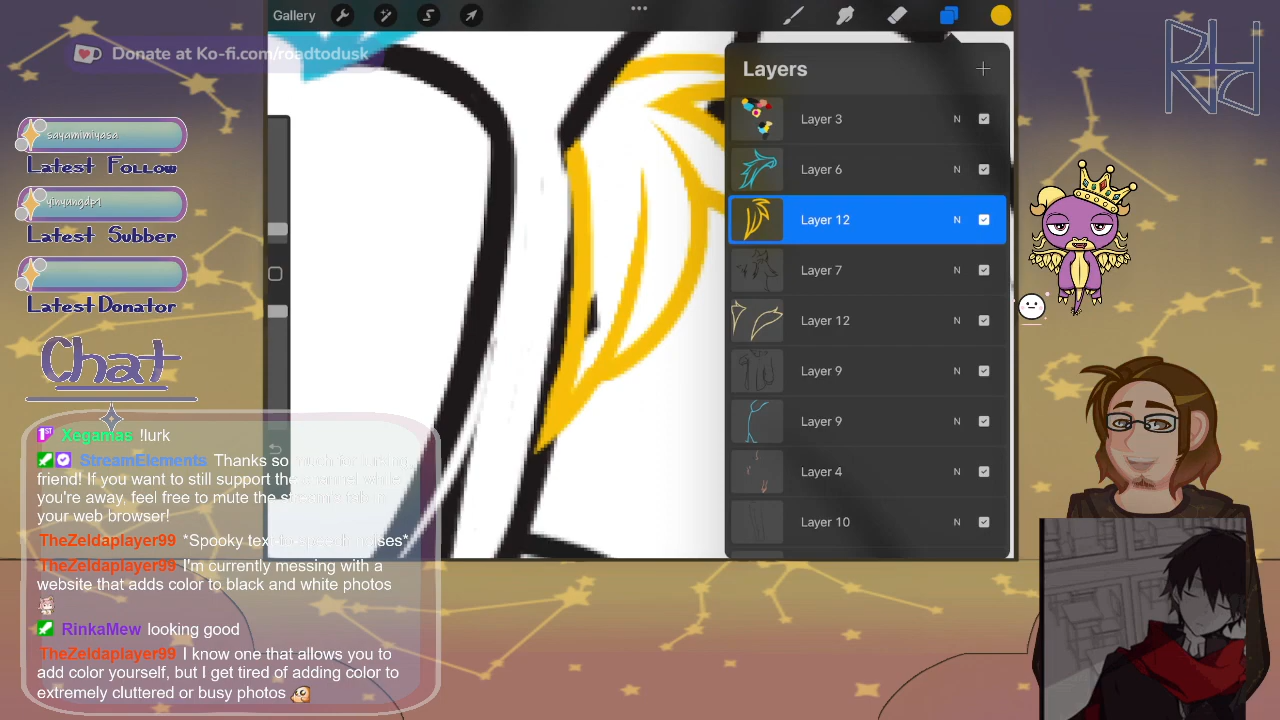 Gallery
Donate at Ko-fi.com/roadtodusk
Layers
Layer 3 N
Layer 6 N
Layer 12 N
Layer 7 N
Layer 12 N
Layer 9 N
Layer 9 N
Layer 4 N
Layer 10 N
sayamimiyasa
Latest Follow
yinyangdp1
Latest Subber
Latest Donator
Chat
Xegamas !lurk
StreamElements Thanks so much for
friend! If you want to still support the channel while
you're away, feel free to mute the stream
your web browser!
TheZeldaplayer99 *Spooky
TheZeldaplayer99 I'm currently messing with a
website that adds color to black and white photos
RinkaMew looking good
TheZeldaplayer99 I know one that allows you to
add color yourself, but I get tired of adding color to
extremely cluttered or busy photos